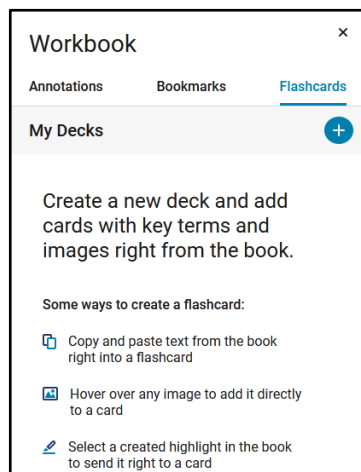 Workbook
×
Annotations Bookmarks Flashcards
My Decks
+
Create a new deck and add
cards with key terms and
images right from the book.
Some ways to create a flashcard:
Copy and paste text from the book
right into a flashcard
Hover over any image to add it directly
to a card
Select a created highlight in the book
to send it right to a card